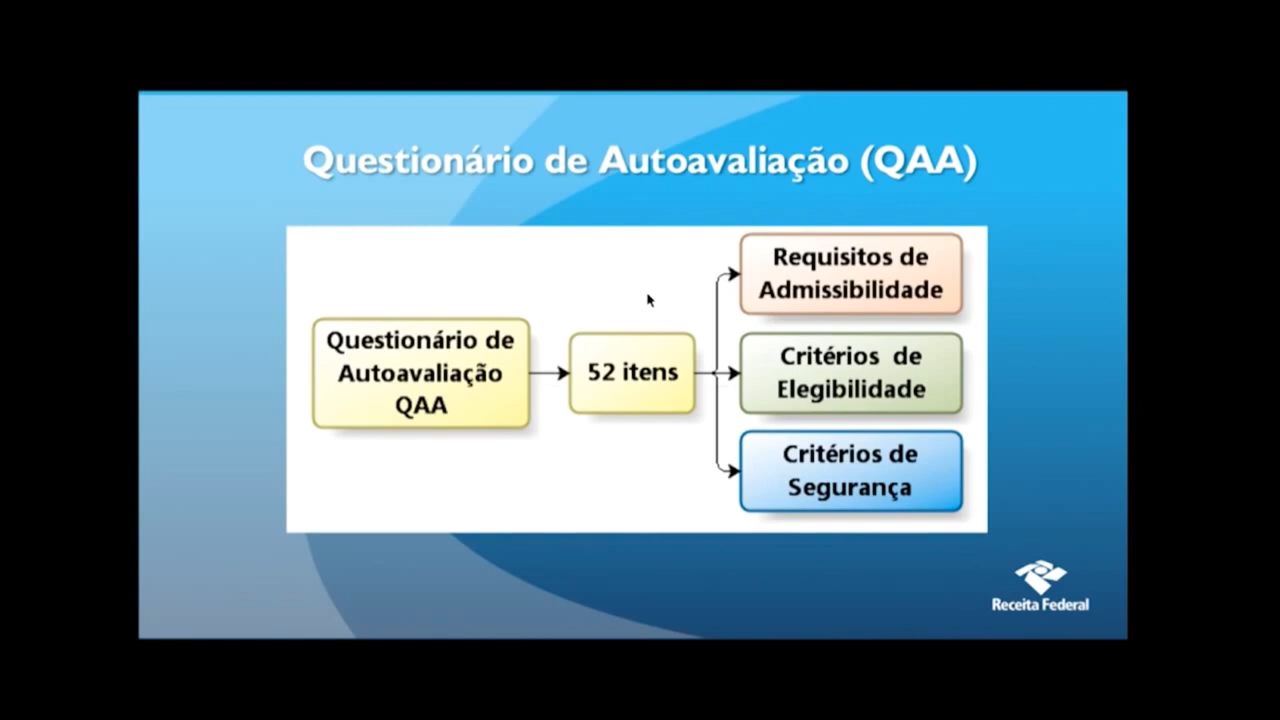 Questionário de Autoavaliação (QAA)
Questionário de
Autoavaliação
QAA
52 itens
Requisitos de
Admissibilidade
Critérios de
Elegibilidade
Critérios de
Segurança
Receita Federal